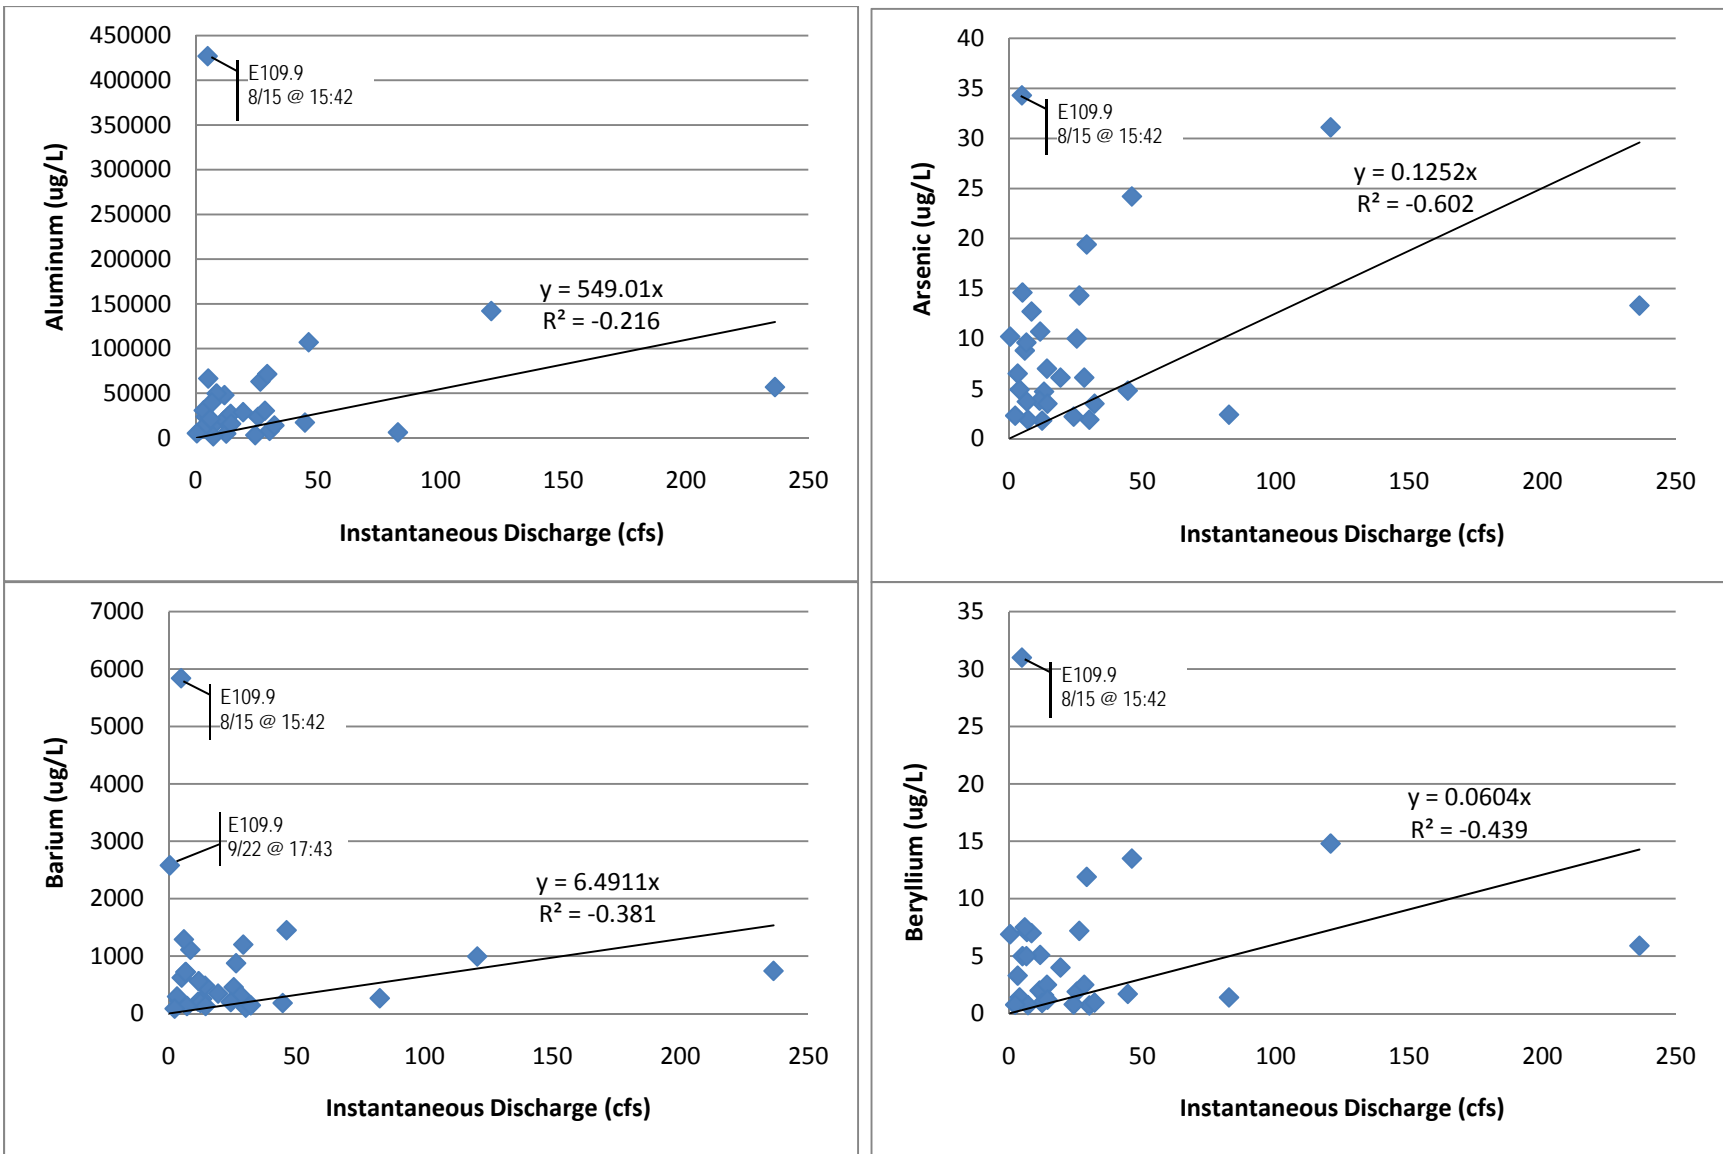 450000
400000
350000
300000
250000
200000
150000
100000
50000
0
Aluminum (ug/L)
E109.9
8/15 @ 15:42
y = 549.01x
R² = -0.216
0 50 100 150 200 250
Instantaneous Discharge (cfs)
40
35
30
25
20
15
10
5
0
Arsenic (ug/L)
E109.9
8/15 @ 15:42
y = 0.1252x
R² = -0.602
0 50 100 150 200 250
Instantaneous Discharge (cfs)
7000
6000
5000
4000
3000
2000
1000
0
Barium (ug/L)
E109.9
8/15 @ 15:42
E109.9
9/22 @ 17:43
y = 6.4911x
R² = -0.381
0 50 100 150 200 250
Instantaneous Discharge (cfs)
35
30
25
20
15
10
5
0
Beryllium (ug/L)
E109.9
8/15 @ 15:42
y = 0.0604x
R² = -0.439
0 50 100 150 200 250
Instantaneous Discharge (cfs)